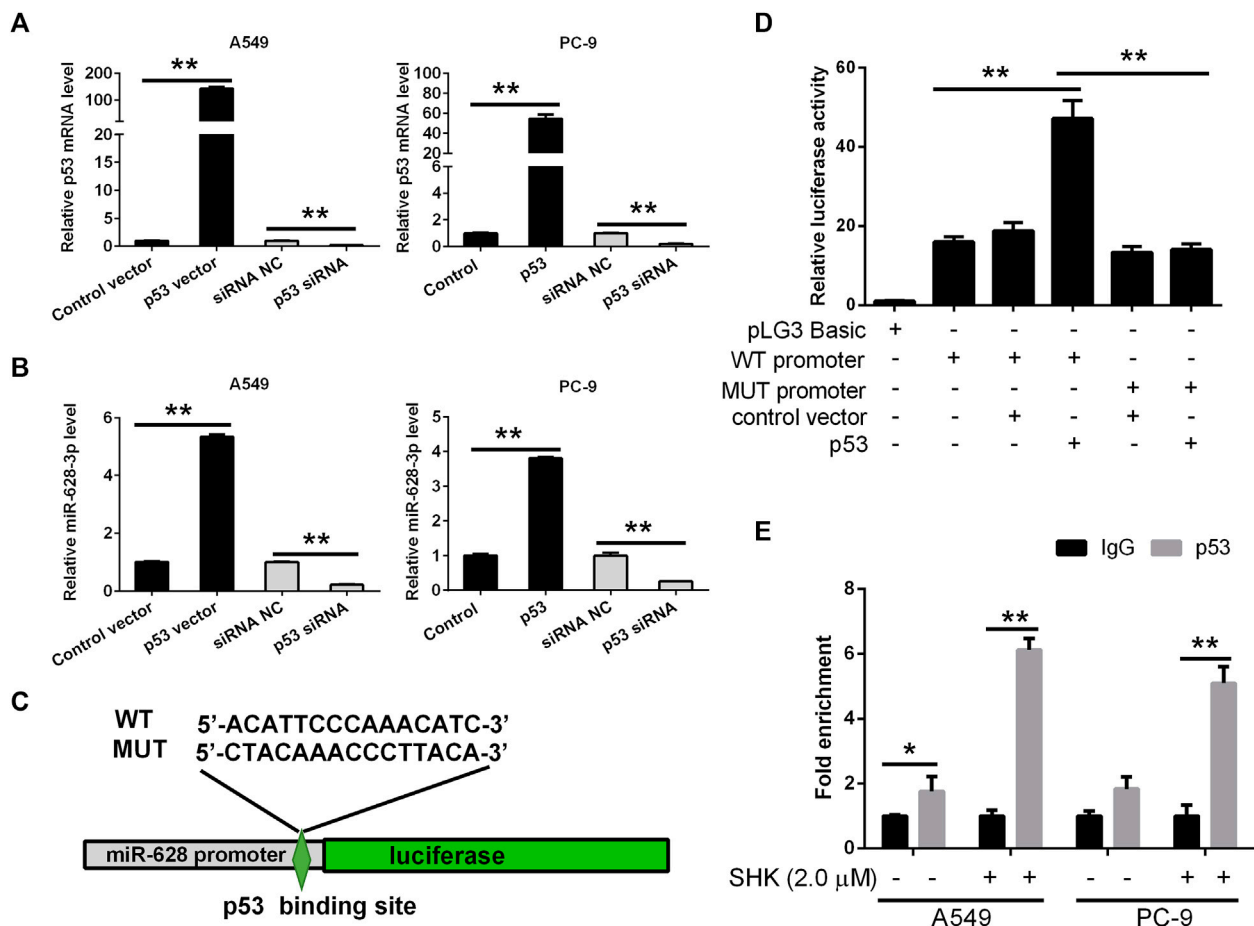 A
A549
Relative p53 mRNA level
200
100
20
15
10
5
0
**
**
Control vector
p53 vector
siRNA NC
p53 siRNA
PC-9
Relative p53 mRNA level
100
80
60
40
20
6
4
2
0
**
**
Control
p53
siRNA NC
p53 siRNA
B
A549
Relative miR-628-3p level
6
4
2
0
**
**
Control vector
p53 vector
siRNA NC
p53 siRNA
PC-9
Relative miR-628-3p level
5
4
3
2
1
0
**
**
Control
p53
siRNA NC
p53 siRNA
C
WT 5’-ACATTCCCAAACATC-3’
MUT 5’-CTACAAACCCTTACA-3’
miR-628 promoter luciferase
p53 binding site
D
Relative luciferase activity
60
40
20
0
**
**
pLG3 Basic + - - - - -
WT promoter - + + + - -
MUT promoter - - - - + +
control vector - - + - + -
p53 - - - + - +
E
IgG p53
Fold enrichment
8
6
4
2
0
*
**
**
SHK (2.0 μM) - - + + - - + +
A549 PC-9